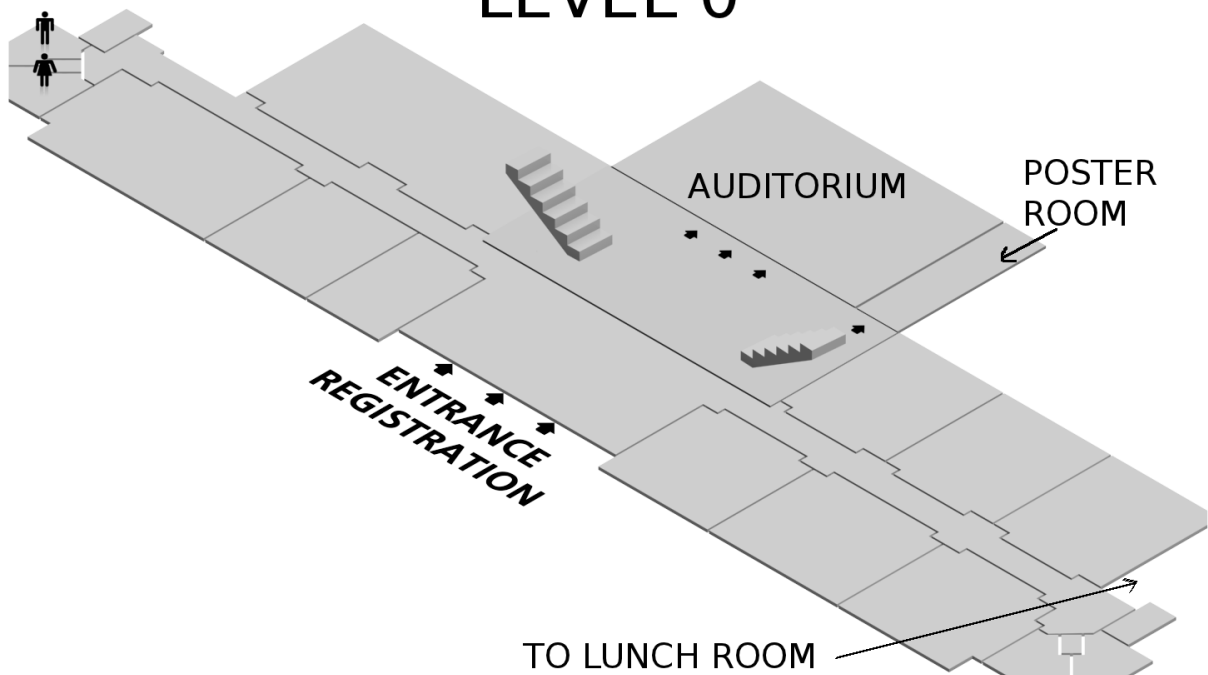 LEVEL 0
AUDITORIUM
POSTER
ROOM
ENTRANCE
REGISTRATION
TO LUNCH ROOM